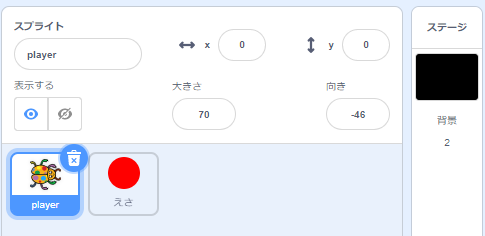 スプライト
player
x 0
y 0
表示する
大きさ
70
向き
-46
player
えさ
ステージ
背景
2